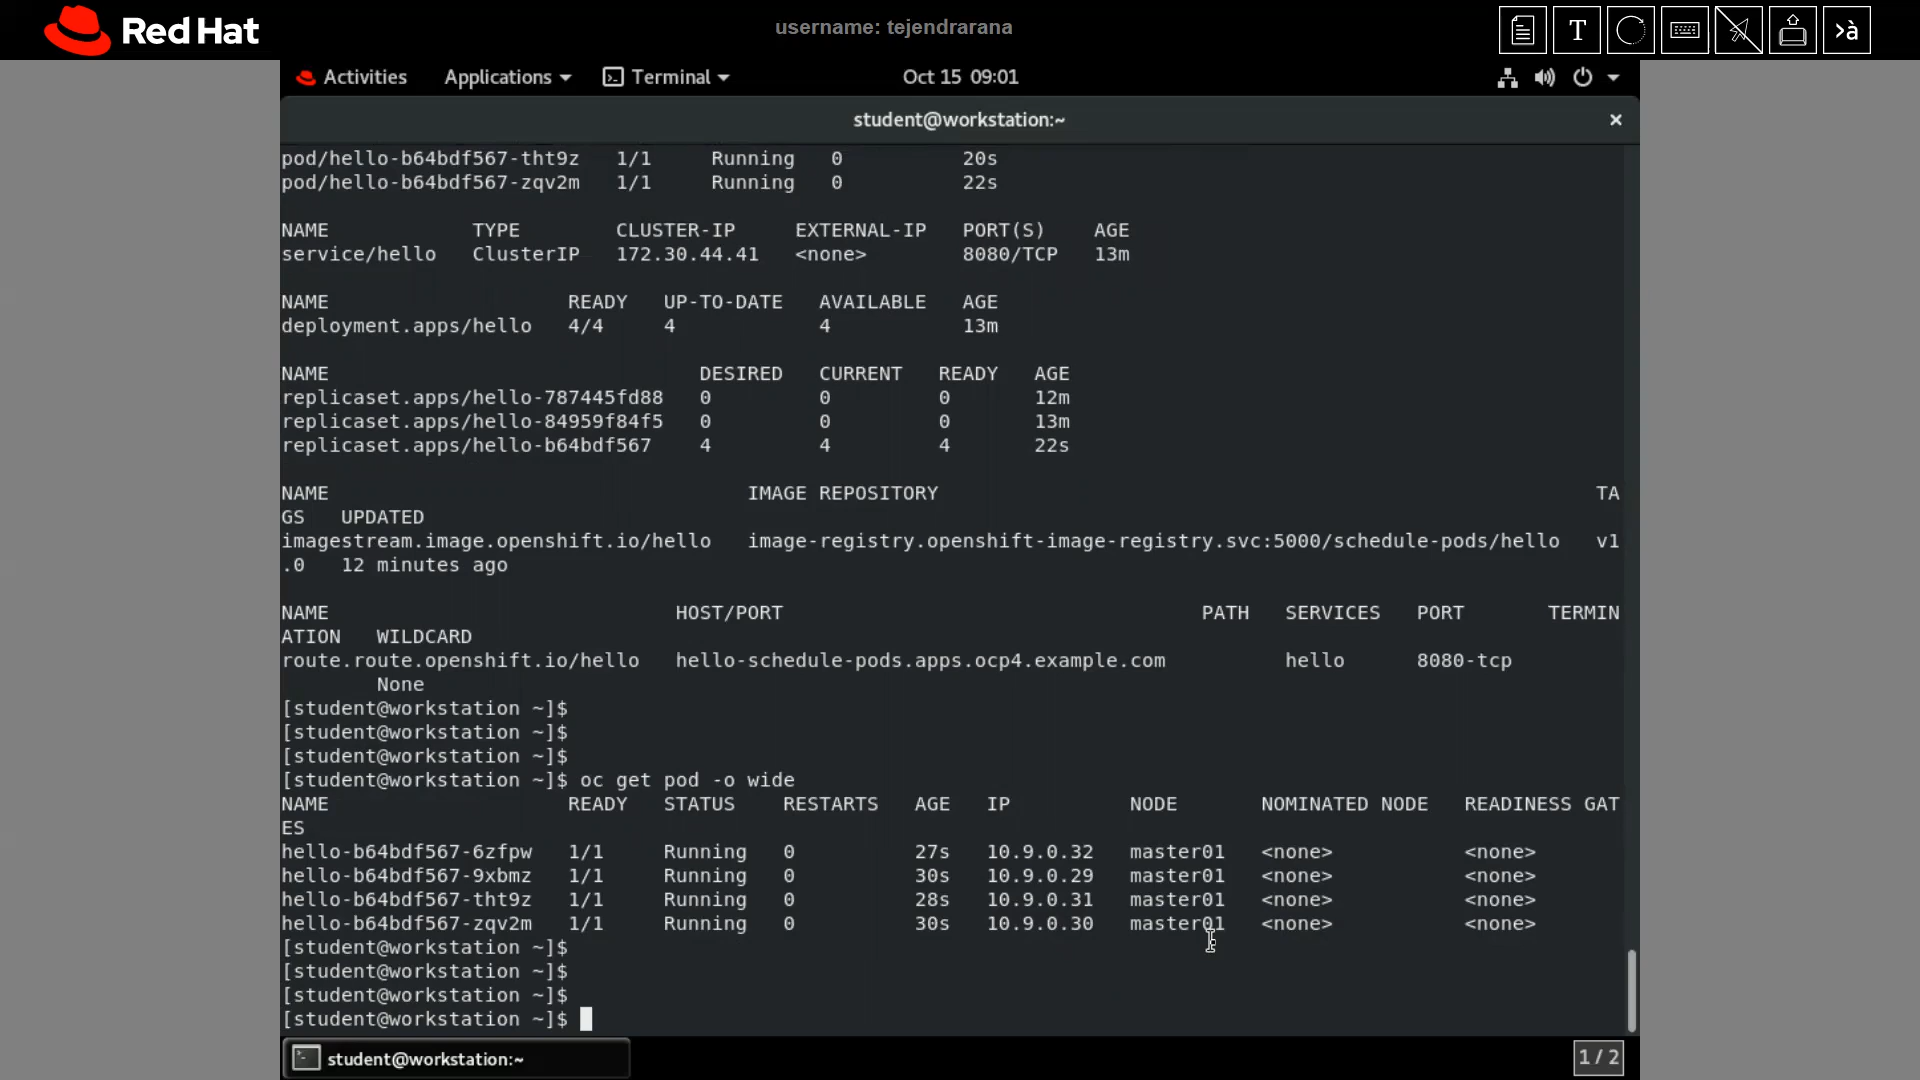 Red Hat
username: tejendrarana
T
>à
Activities Applications Terminal Oct 15 09:01
student@workstation:~ ×
pod/hello-b64bdf567-tht9z 1/1 Running 0 20s
pod/hello-b64bdf567-zqv2m 1/1 Running 0 22s
NAME TYPE CLUSTER-IP EXTERNAL-IP PORT(S) AGE
service/hello ClusterIP 172.30.44.41 <none> 8080/TCP 13m
NAME READY UP-TO-DATE AVAILABLE AGE
deployment.apps/hello 4/4 4 4 13m
NAME DESIRED CURRENT READY AGE
replicaset.apps/hello-787445fd88 0 0 0 12m
replicaset.apps/hello-84959f84f5 0 0 0 13m
replicaset.apps/hello-b64bdf567 4 4 4 22s
NAME IMAGE REPOSITORY TA
GS UPDATED
imagestream.image.openshift.io/hello image-registry.openshift-image-registry.svc:5000/schedule-pods/hello v1
.0 12 minutes ago
NAME HOST/PORT PATH SERVICES PORT TERMIN
ATION WILDCARD
route.route.openshift.io/hello hello-schedule-pods.apps.ocp4.example.com hello 8080-tcp
None
[student@workstation ~]$
[student@workstation ~]$
[student@workstation ~]$
[student@workstation ~]$ oc get pod -o wide
NAME READY STATUS RESTARTS AGE IP NODE NOMINATED NODE READINESS GAT
ES
hello-b64bdf567-6zfpw 1/1 Running 0 27s 10.9.0.32 master01 <none> <none>
hello-b64bdf567-9xbmz 1/1 Running 0 30s 10.9.0.29 master01 <none> <none>
hello-b64bdf567-tht9z 1/1 Running 0 28s 10.9.0.31 master01 <none> <none>
hello-b64bdf567-zqv2m 1/1 Running 0 30s 10.9.0.30 master01 <none> <none>
[student@workstation ~]$
[student@workstation ~]$
[student@workstation ~]$
[student@workstation ~]$
student@workstation:~ 1 / 2